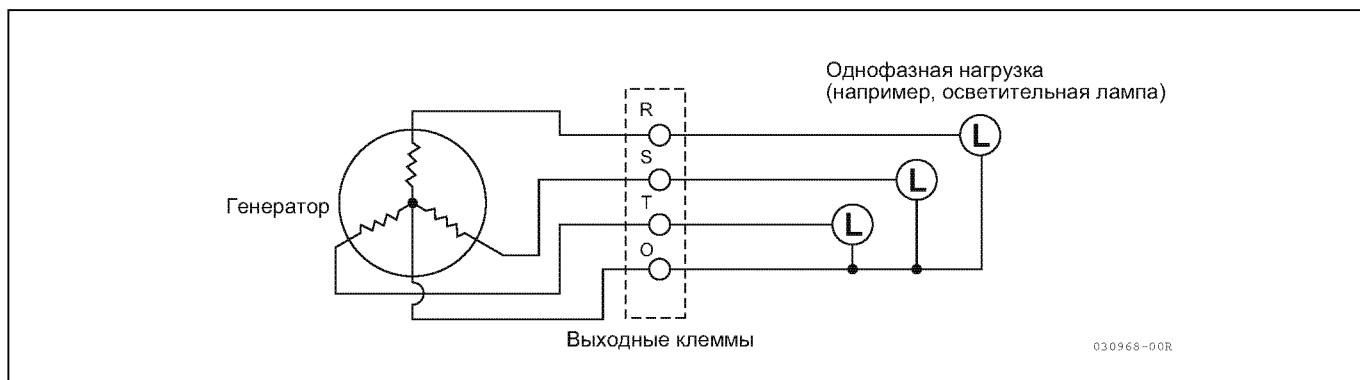 Однофазная нагрузка
(например, осветительная лампа)
R
L
S
L
Генератор
T
L
O
Выходные клеммы
030968-00R